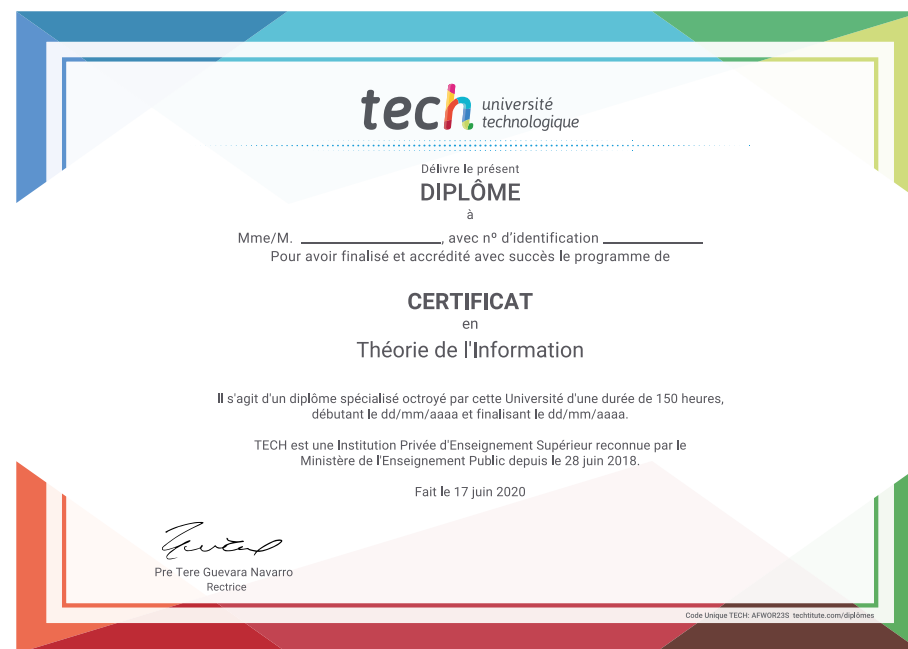 tech université
technologique
Délivre le présent
DIPLÔME
à
Mme/M. ____________________, avec nº d'identification ______________
Pour avoir finalisé et accrédité avec succès le programme de
CERTIFICAT
en
Théorie de l'Information
Il s'agit d'un diplôme spécialisé octroyé par cette Université d'une durée de 150 heures,
débutant le dd/mm/aaaa et finalisant le dd/mm/aaaa.
TECH est une Institution Privée d'Enseignement Supérieur reconnue par le
Ministère de l'Enseignement Public depuis le 28 juin 2018.
Fait le 17 juin 2020
Pre Tere Guevara Navarro
Rectrice
Code Unique TECH: AFWOR23S techtitute.com/diplômes